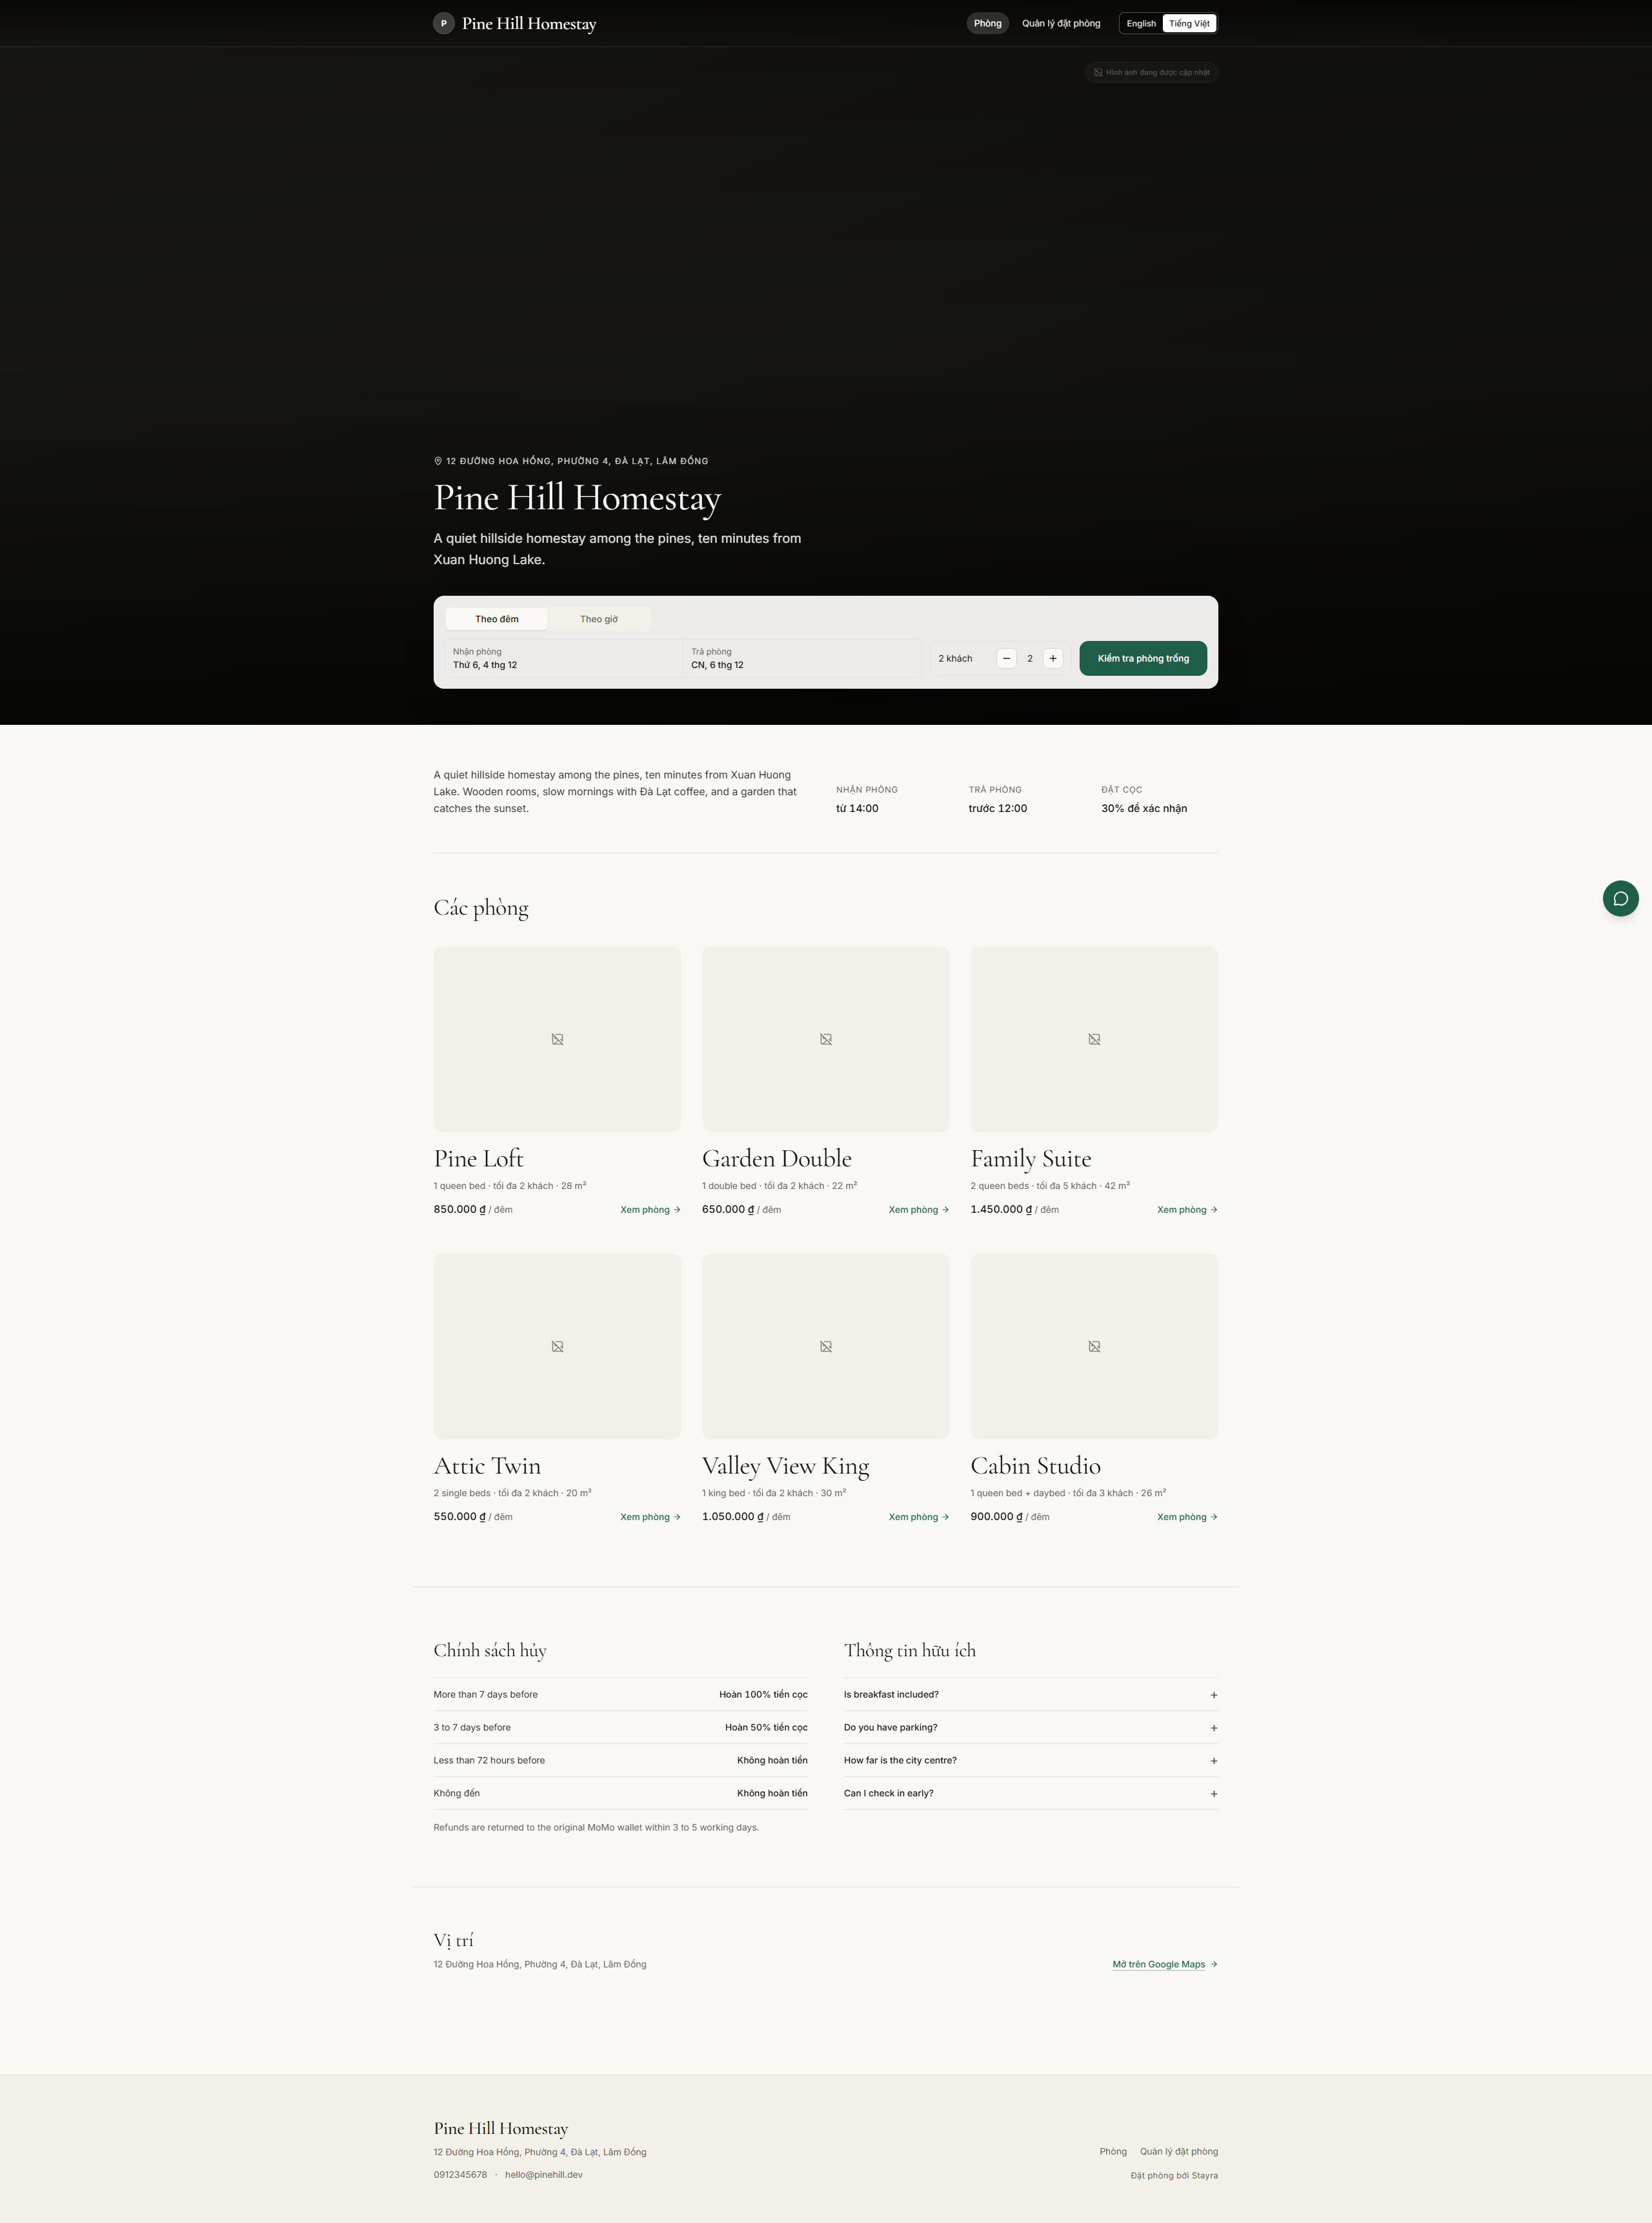 P Pine Hill Homestay
Phòng Quản lý đặt phòng English Tiếng Việt
Hình ảnh đang được cập nhật
12 ĐƯỜNG HOA HỒNG, PHƯỜNG 4, ĐÀ LẠT, LÂM ĐỒNG
Pine Hill Homestay
A quiet hillside homestay among the pines, ten minutes from
Xuan Huong Lake.
Theo đêm Theo giờ
Nhận phòng
Thứ 6, 4 thg 12
Trả phòng
CN, 6 thg 12
2 khách − 2 +
Kiểm tra phòng trống
A quiet hillside homestay among the pines, ten minutes from Xuan Huong
Lake. Wooden rooms, slow mornings with Đà Lạt coffee, and a garden that
catches the sunset.
NHẬN PHÒNG
từ 14:00
TRẢ PHÒNG
trước 12:00
ĐẶT CỌC
30% để xác nhận
Các phòng
Pine Loft
1 queen bed · tối đa 2 khách · 28 m²
850.000 ₫ / đêm Xem phòng →
Garden Double
1 double bed · tối đa 2 khách · 22 m²
650.000 ₫ / đêm Xem phòng →
Family Suite
2 queen beds · tối đa 5 khách · 42 m²
1.450.000 ₫ / đêm Xem phòng →
Attic Twin
2 single beds · tối đa 2 khách · 20 m²
550.000 ₫ / đêm Xem phòng →
Valley View King
1 king bed · tối đa 2 khách · 30 m²
1.050.000 ₫ / đêm Xem phòng →
Cabin Studio
1 queen bed + daybed · tối đa 3 khách · 26 m²
900.000 ₫ / đêm Xem phòng →
Chính sách hủy
More than 7 days before Hoàn 100% tiền cọc
3 to 7 days before Hoàn 50% tiền cọc
Less than 72 hours before Không hoàn tiền
Không đến Không hoàn tiền
Refunds are returned to the original MoMo wallet within 3 to 5 working days.
Thông tin hữu ích
Is breakfast included? +
Do you have parking? +
How far is the city centre? +
Can I check in early? +
Vị trí
12 Đường Hoa Hồng, Phường 4, Đà Lạt, Lâm Đồng
Mở trên Google Maps →
Pine Hill Homestay
12 Đường Hoa Hồng, Phường 4, Đà Lạt, Lâm Đồng
0912345678 · hello@pinehill.dev
Phòng Quản lý đặt phòng
Đặt phòng bởi Stayra